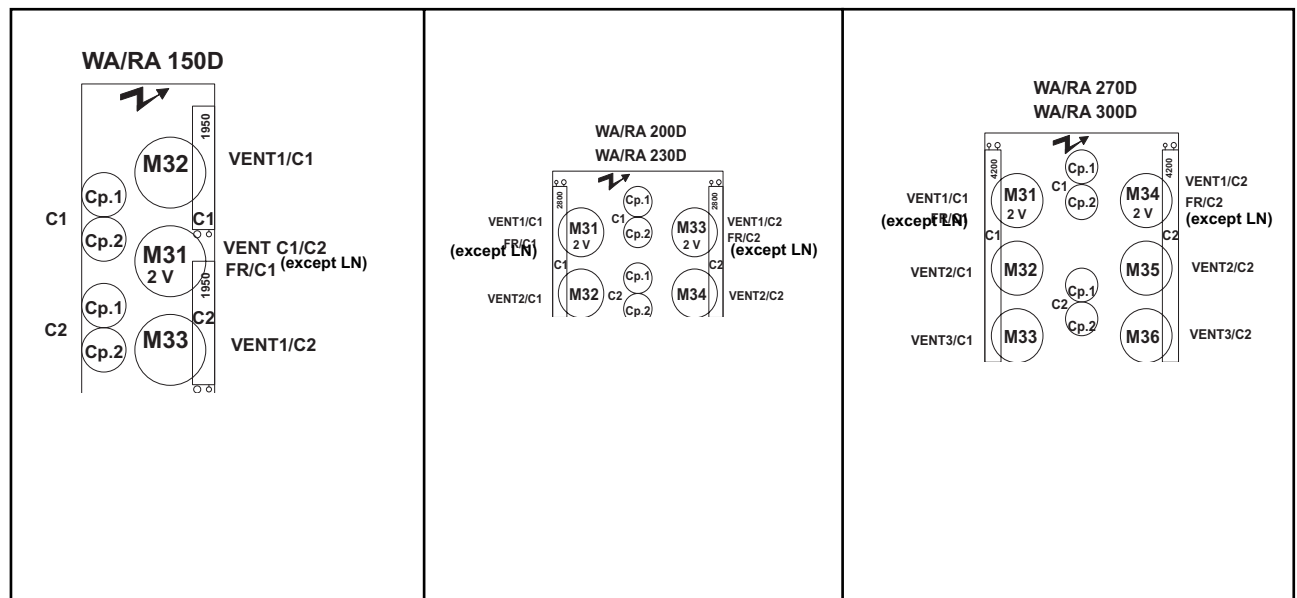 WA/RA 150D
1950
M32
VENT1/C1
Cp.1
C1
C1
Cp.2
M31
2 V
VENT C1/C2
FR/C1 (except LN)
1950
Cp.1
C2
C2
Cp.2
M33
VENT1/C2
WA/RA 200D
WA/RA 230D
2800
2800
Cp.1
VENT1/C1
FR/C1
(except LN)
M31
2 V
C1
Cp.2
M33
2 V
VENT1/C2
FR/C2
(except LN)
C1
C2
Cp.1
VENT2/C1
M32
C2
Cp.2
M34
VENT2/C2
WA/RA 270D
WA/RA 300D
4200
4200
Cp.1
VENT1/C1
FR/C1
(except LN)
M31
2 V
C1
Cp.2
M34
2 V
VENT1/C2
FR/C2
(except LN)
C1
C2
VENT2/C1
M32
Cp.1
M35
VENT2/C2
C2
Cp.2
VENT3/C1
M33
M36
VENT3/C2